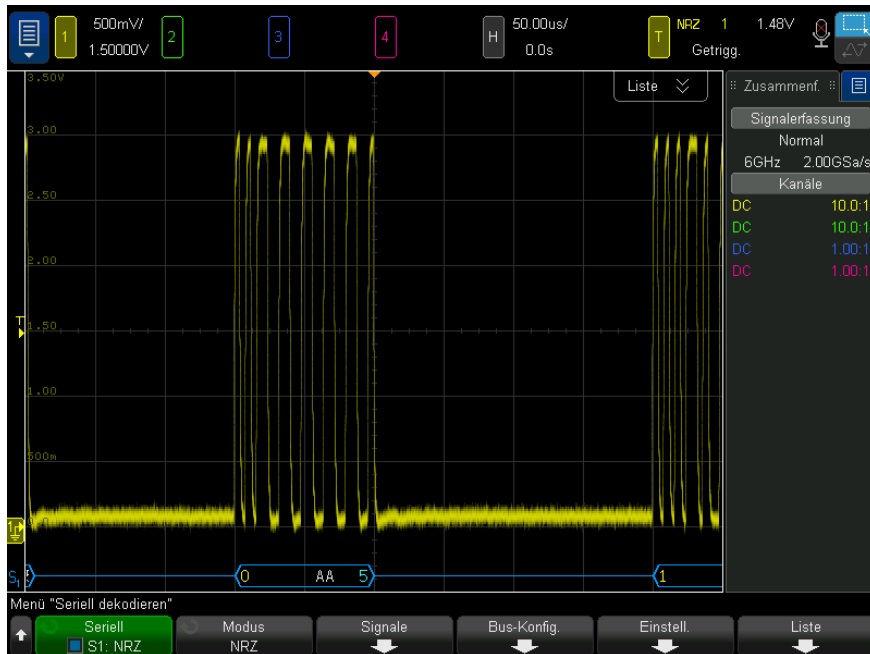 1 500mV/ 2 3 4 H 50.00us/ T NRZ 1 1.48V
1.50000V 0.0s Getrigg.
3.50V
3.00
2.50
2.00
1.50
1.00
500m
T
1
Liste
Zusammenf.
Signalerfassung
Normal
6GHz 2.00GSa/s
Kanäle
DC 10.0:1
DC 10.0:1
DC 1.00:1
DC 1.00:1
S1 0 AA 5 1
Menü "Seriell dekodieren"
Seriell Modus Signale Bus-Konfig. Einstell. Liste
S1: NRZ NRZ